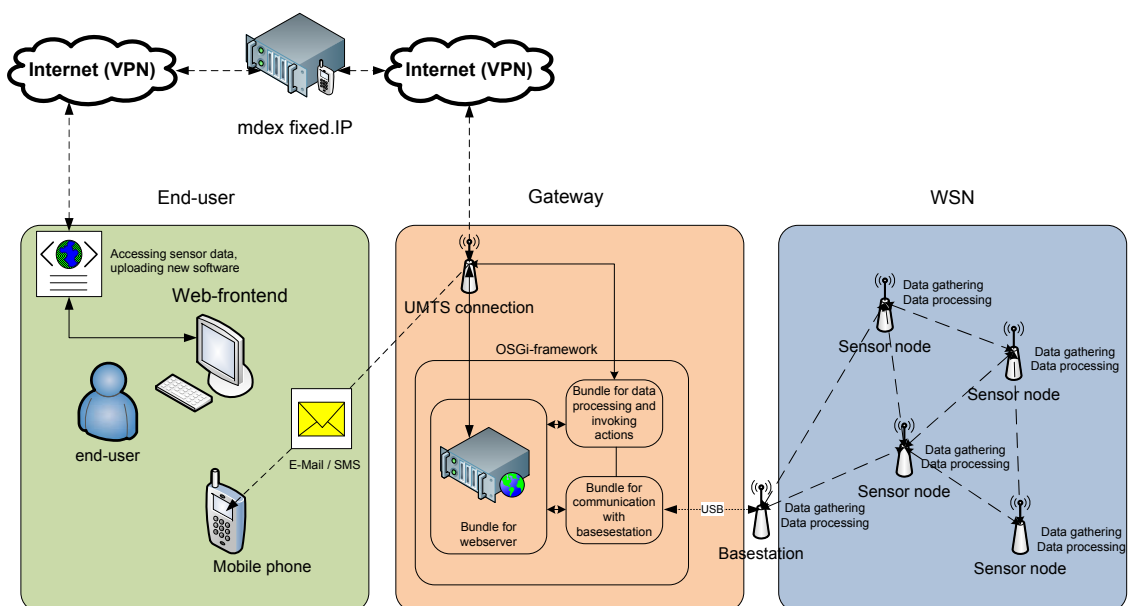 Internet (VPN)
Internet (VPN)
mdex fixed.IP
End-user
Gateway
WSN
Accessing sensor data,
uploading new software
Web-frontend
end-user
E-Mail / SMS
Mobile phone
UMTS connection
OSGi-framework
Bundle for data
processing and
invoking
actions
Bundle for
communication
with
basesestation
Bundle for
webserver
USB
Basestation
Data gathering
Data processing
Sensor node
Data gathering
Data processing
Sensor node
Data gathering
Data processing
Sensor node
Data gathering
Data processing
Data gathering
Data processing
Sensor node